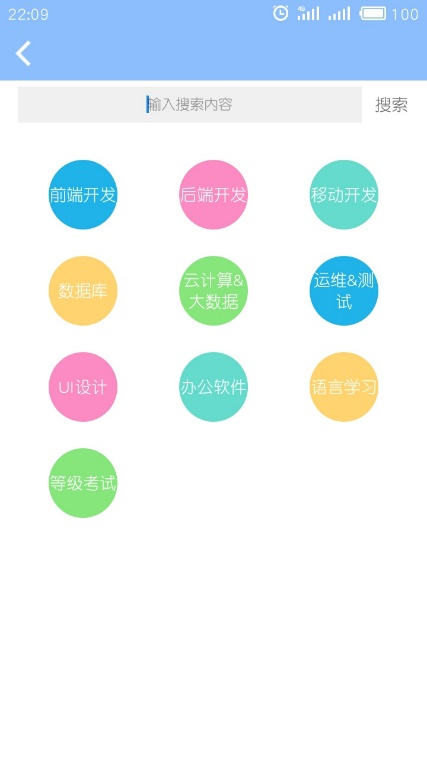 22:09 4G 100
输入搜索内容 搜索
前端开发 后端开发 移动开发
数据库 云计算& 运维&测
大数据 试
UI设计 办公软件 语言学习
等级考试